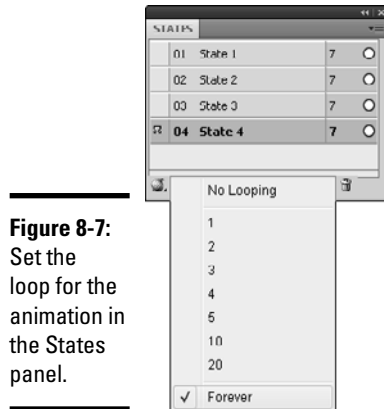 STATES
01 State 1 7
02 State 2 7
03 State 3 7
04 State 4 7
No Looping
1
2
3
4
5
10
20
✓ Forever
Figure 8-7:
Set the
loop for the
animation in
the States
panel.